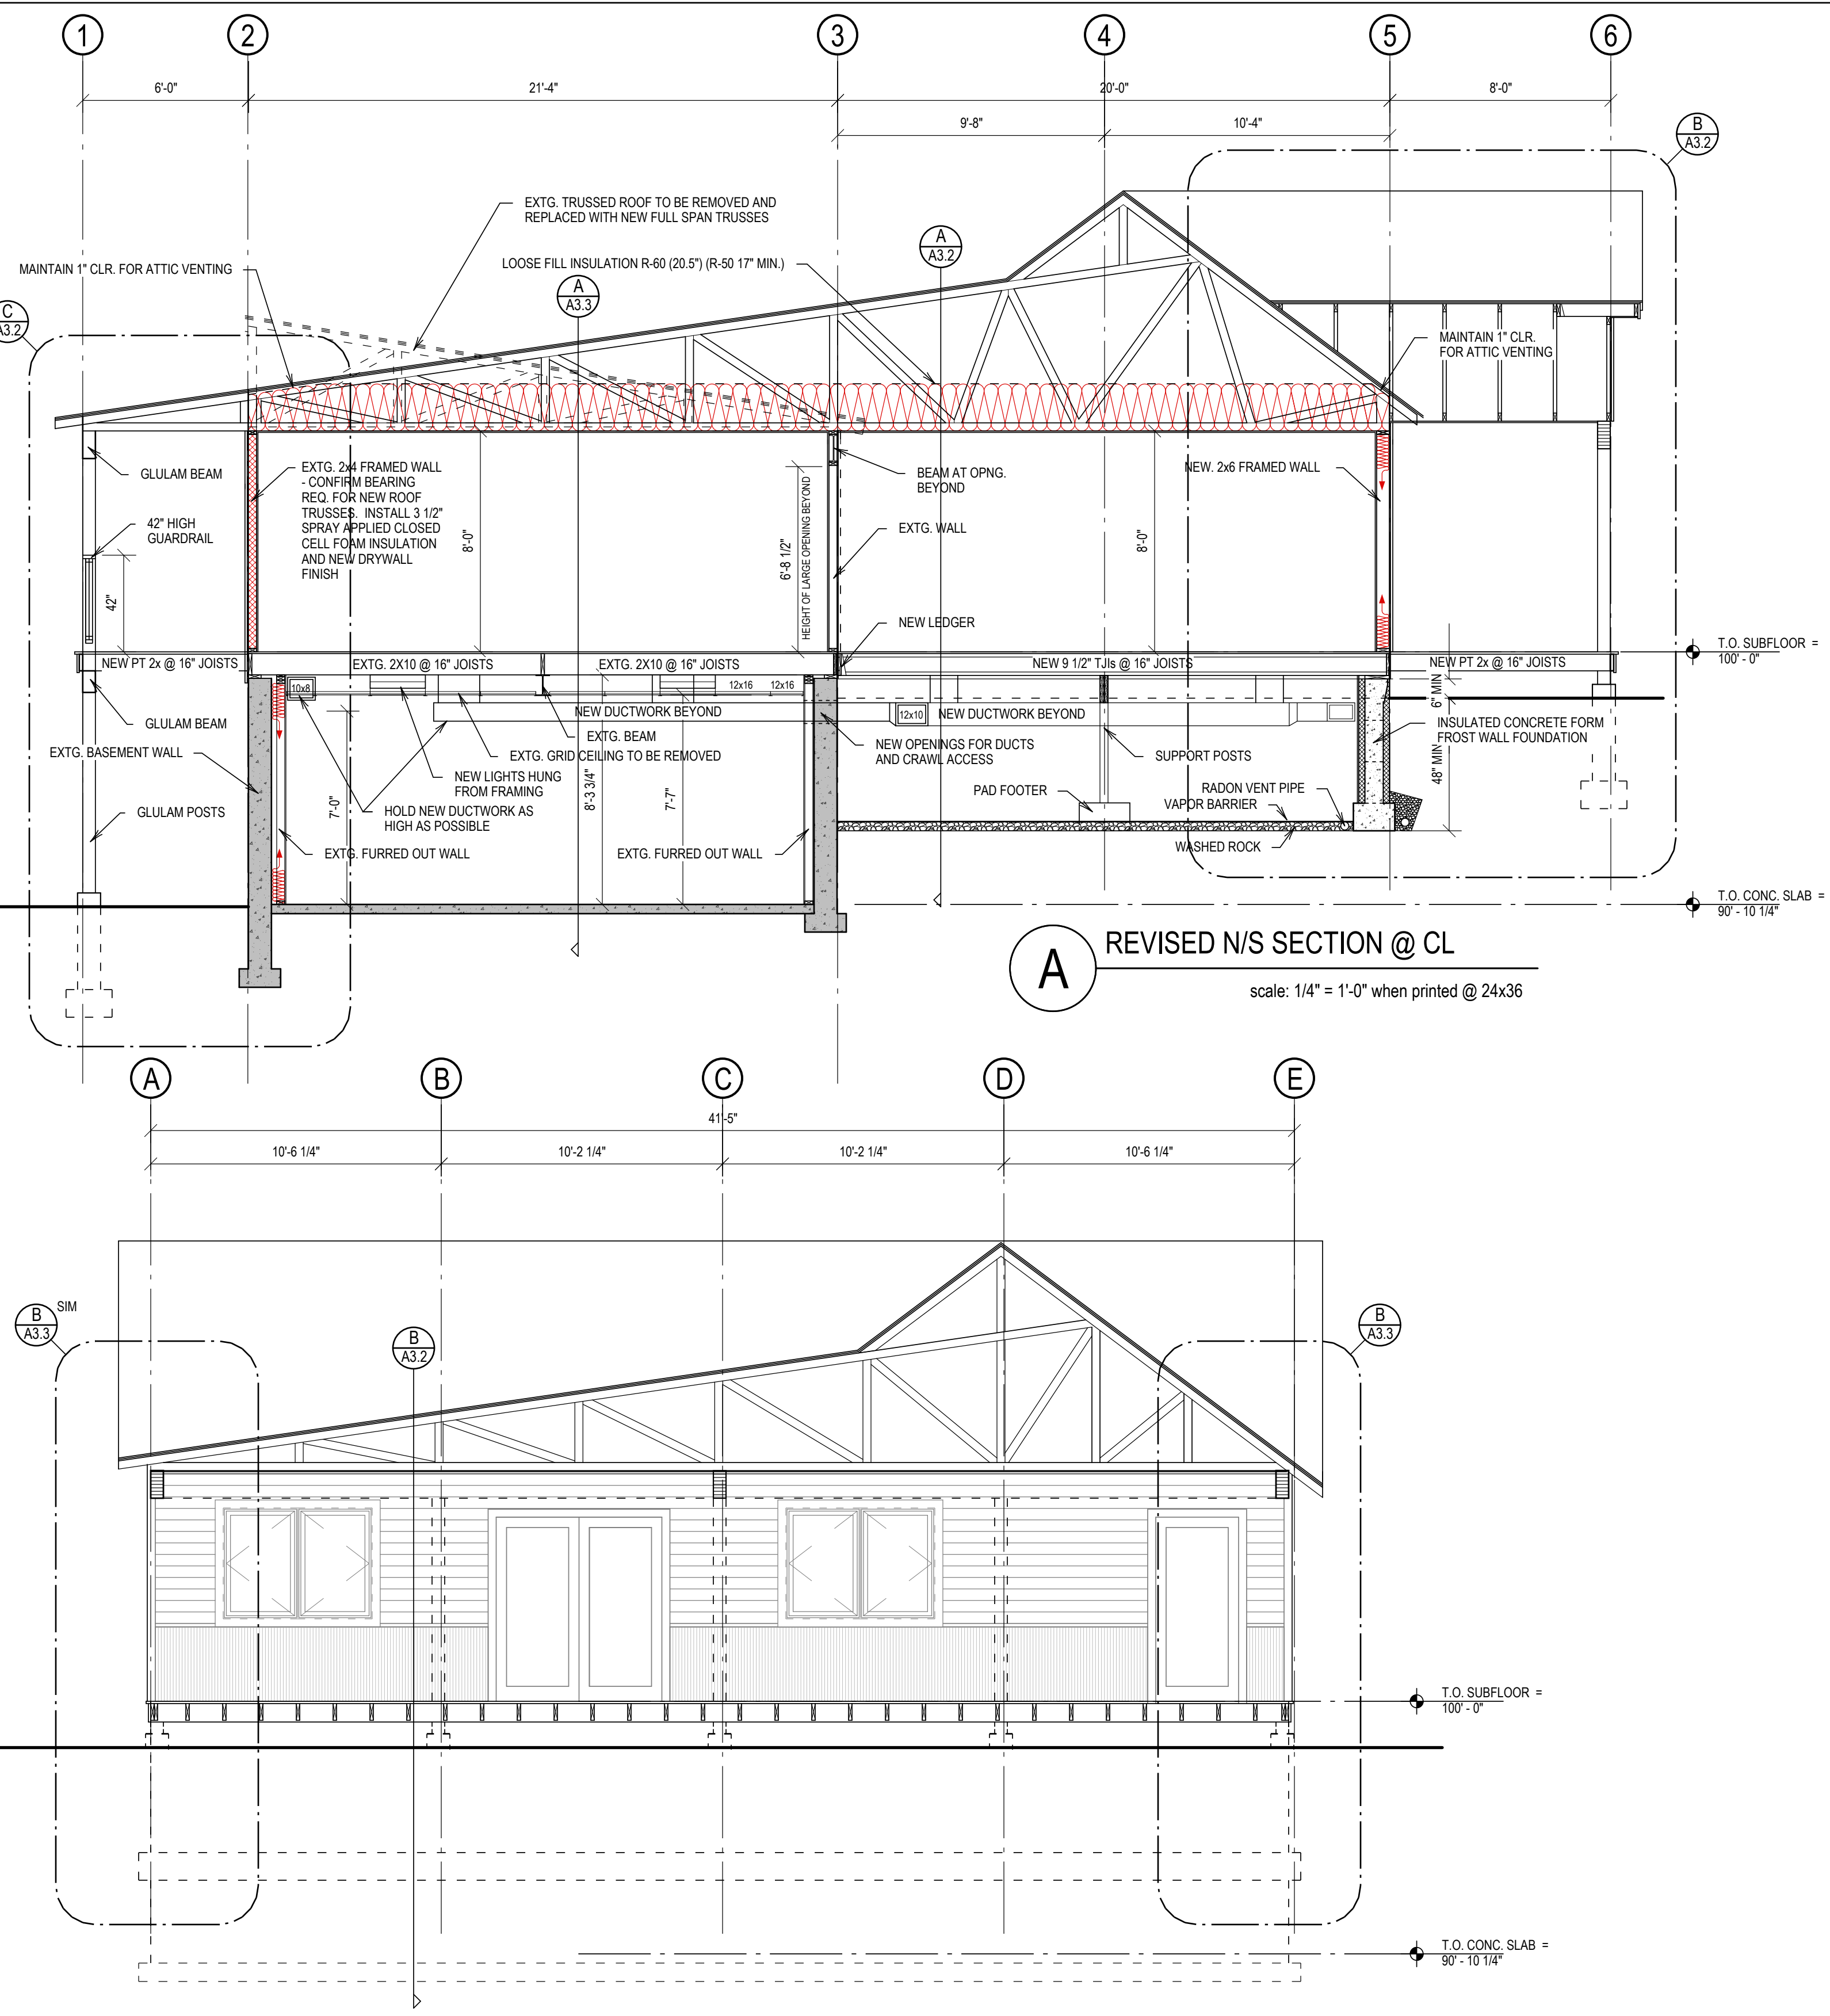 1
2
3
4
5
6
6'-0"
21'-4"
20'-0"
8'-0"
9'-8"
10'-4"
B
A3.2
EXTG. TRUSSED ROOF TO BE REMOVED AND
REPLACED WITH NEW FULL SPAN TRUSSES
A
A3.2
MAINTAIN 1" CLR. FOR ATTIC VENTING
LOOSE FILL INSULATION R-60 (20.5") (R-50 17" MIN.)
A
A3.3
C
A3.2
MAINTAIN 1" CLR.
FOR ATTIC VENTING
GLULAM BEAM
EXTG. 2x4 FRAMED WALL
- CONFIRM BEARING
REQ. FOR NEW ROOF
TRUSSES. INSTALL 3 1/2"
SPRAY APPLIED CLOSED
CELL FOAM INSULATION
AND NEW DRYWALL
FINISH
BEAM AT OPNG.
BEYOND
NEW. 2x6 FRAMED WALL
42" HIGH
GUARDRAIL
EXTG. WALL
8'-0"
6'-8 1/2"
HEIGHT OF LARGE OPENING BEYOND
8'-0"
42"
NEW LEDGER
T.O. SUBFLOOR =
100' - 0"
NEW PT 2x @ 16" JOISTS
EXTG. 2X10 @ 16" JOISTS
EXTG. 2X10 @ 16" JOISTS
NEW 9 1/2" TJIs @ 16" JOISTS
NEW PT 2x @ 16" JOISTS
10x8
12x16
12x16
6" MIN
NEW DUCTWORK BEYOND
12x10
NEW DUCTWORK BEYOND
GLULAM BEAM
EXTG. BEAM
INSULATED CONCRETE FORM
FROST WALL FOUNDATION
EXTG. BASEMENT WALL
EXTG. GRID CEILING TO BE REMOVED
NEW OPENINGS FOR DUCTS
AND CRAWL ACCESS
SUPPORT POSTS
48" MIN
NEW LIGHTS HUNG
FROM FRAMING
8'-3 3/4"
7'-7"
7'-0"
PAD FOOTER
RADON VENT PIPE
VAPOR BARRIER
GLULAM POSTS
HOLD NEW DUCTWORK AS
HIGH AS POSSIBLE
WASHED ROCK
EXTG. FURRED OUT WALL
EXTG. FURRED OUT WALL
T.O. CONC. SLAB =
90' - 10 1/4"
A
REVISED N/S SECTION @ CL
scale: 1/4" = 1'-0" when printed @ 24x36
A
B
C
D
E
41'-5"
10'-6 1/4"
10'-2 1/4"
10'-2 1/4"
10'-6 1/4"
B
A3.3
SIM
B
A3.2
B
A3.3
T.O. SUBFLOOR =
100' - 0"
T.O. CONC. SLAB =
90' - 10 1/4"